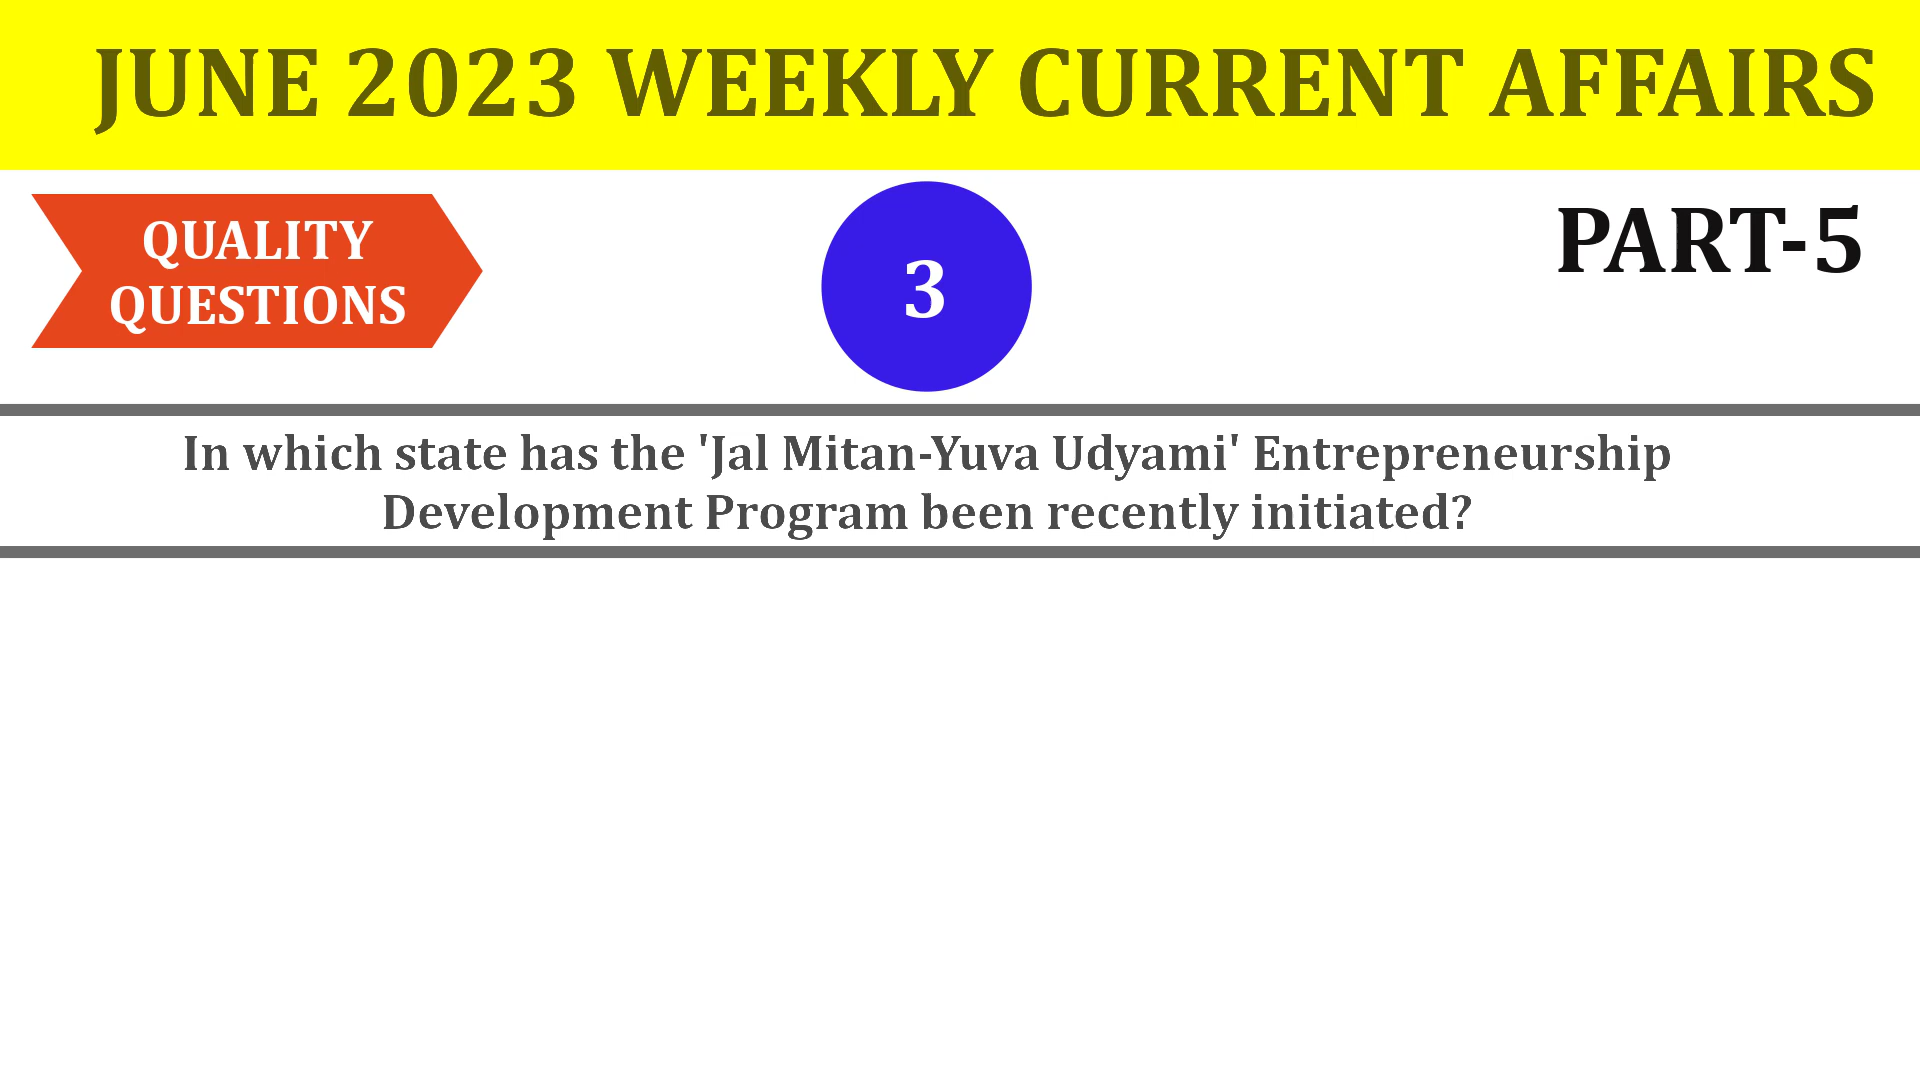 JUNE 2023 WEEKLY CURRENT AFFAIRS
QUALITY
QUESTIONS
3
PART-5
In which state has the 'Jal Mitan-Yuva Udyami' Entrepreneurship
Development Program been recently initiated?